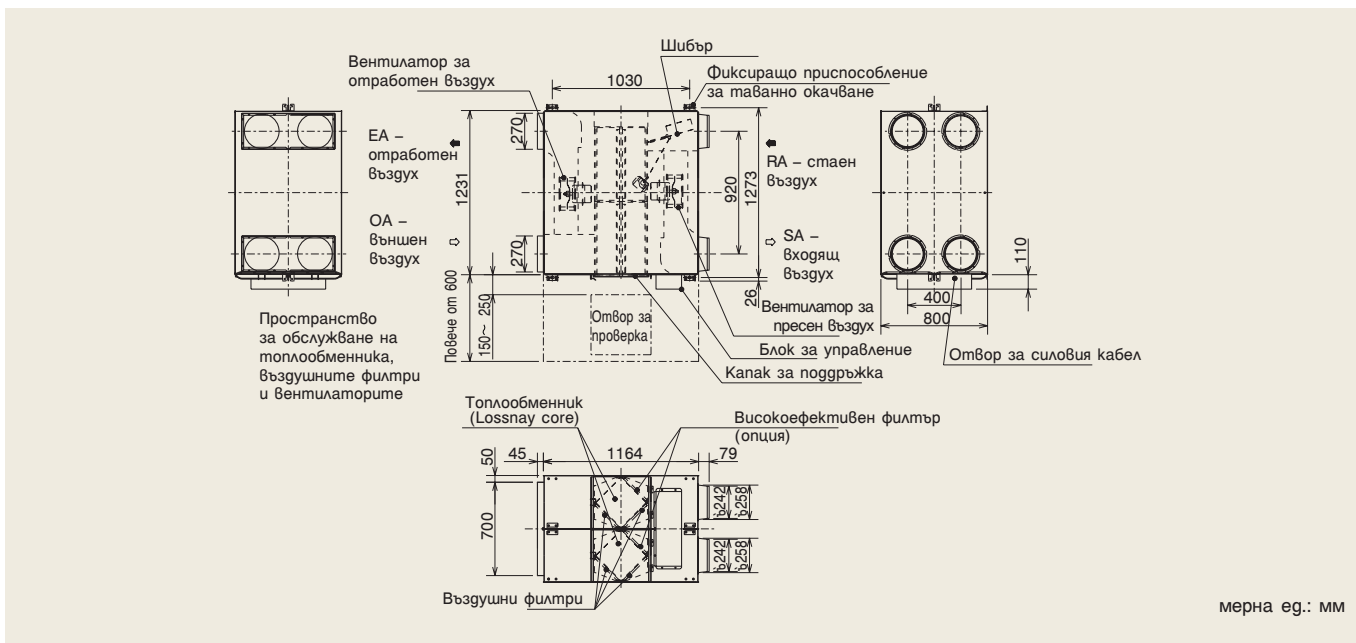 Шибър
Вентилатор за
отработен въздух
1030
Фиксиращо приспособление
за таванно окачване
270
EA –
отработен
въздух
1231
920
1273
RA – стаен
въздух
OA –
външен
въздух
270
SA –
входящ
въздух
110
26
400
800
Повече от 600
150~ 250
Отвор за
проверка
Вентилатор за
пресен въздух
Блок за управление
Отвор за силовия кабел
Капак за поддръжка
Пространство
за обслужване на
топлообменника,
въздушните филтри
и вентилаторите
Топлообменник
(Lossnay core)
Високоефективен филтър
(опция)
50
45
1164
79
700
ò242
ò258
ò242
ò258
Въздушни филтри
мерна ед.: мм